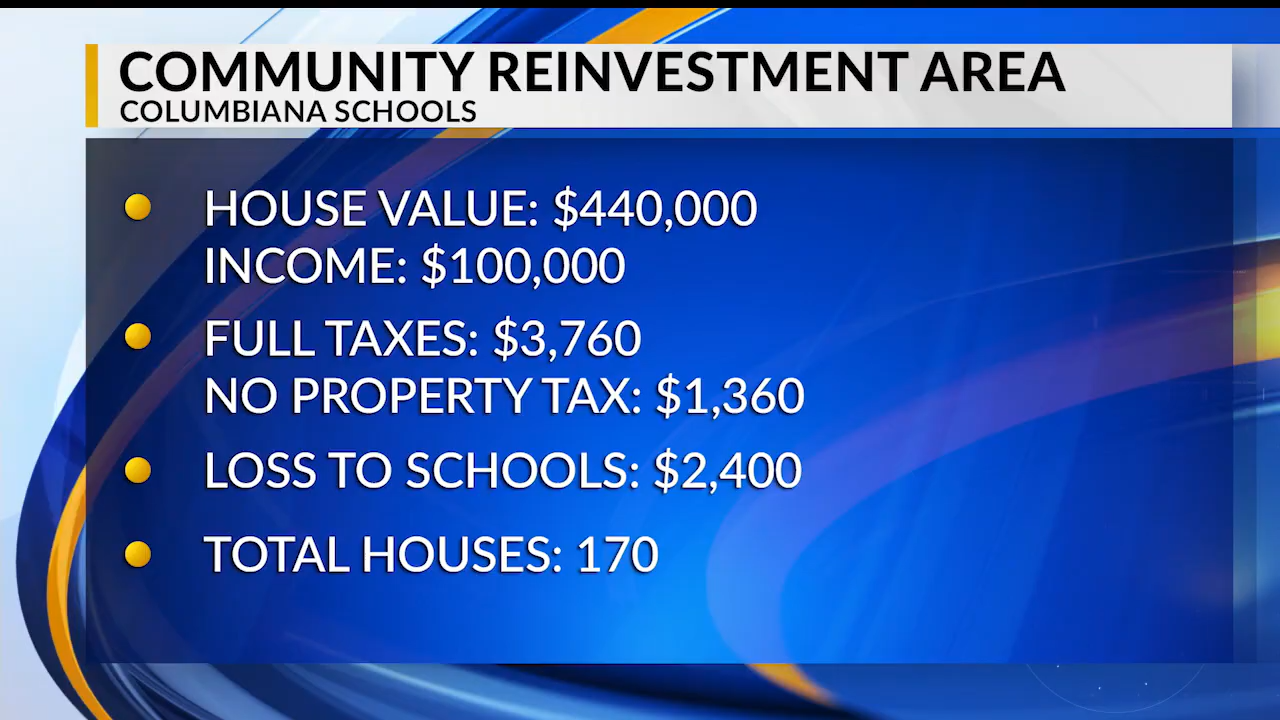 COMMUNITY REINVESTMENT AREA
COLUMBIANA SCHOOLS
HOUSE VALUE: $440,000
INCOME: $100,000
FULL TAXES: $3,760
NO PROPERTY TAX: $1,360
LOSS TO SCHOOLS: $2,400
TOTAL HOUSES: 170